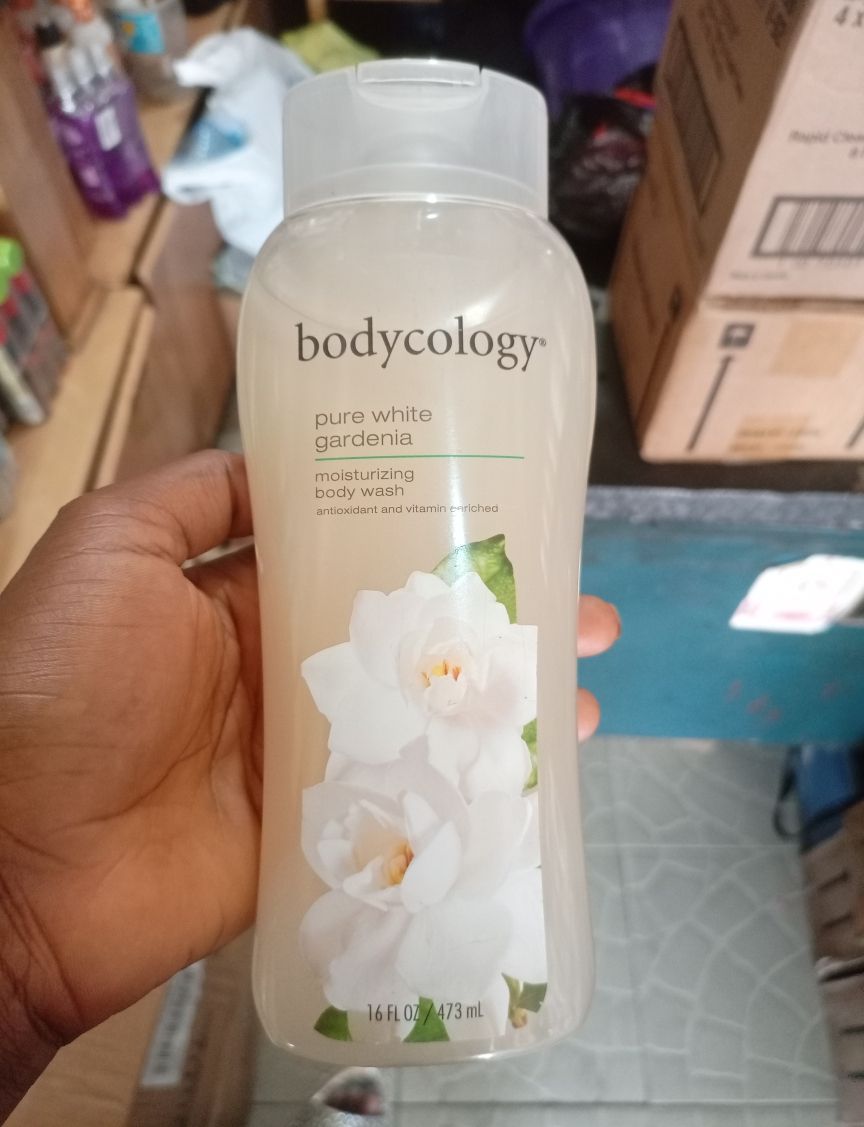 bodycology®
pure white
gardenia
moisturizing
body wash
antioxidant and vitamin enriched
16 FL OZ / 473 mL